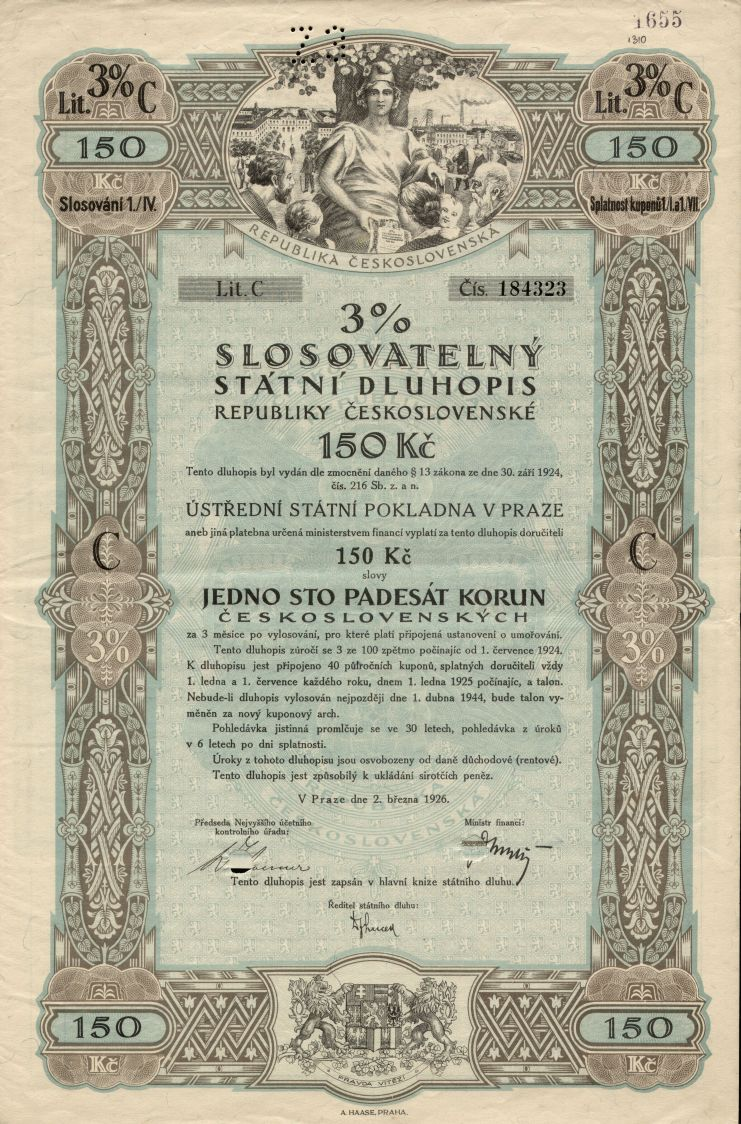 1655
1310
3%
Lit. C
150
Kč
Slosování 1./IV.
3%
Lit. C
150
Kč
Splatnost kuponů 1./I. a 1./VII.
REPUBLIKA ČESKOSLOVENSKÁ
Lit. C
Čís. 184323
3%
SLOSOVATELNÝ
STÁTNÍ DLUHOPIS
REPUBLIKY ČESKOSLOVENSKÉ
150 Kč
Tento dluhopis byl vydán dle zmocnění daného § 13 zákona ze dne 30. září 1924,
čís. 216 Sb. z. a n.
ÚSTŘEDNÍ STÁTNÍ POKLADNA V PRAZE
aneb jiná platebna určená ministerstvem financí vyplatí za tento dluhopis doručiteli
150 Kč
slovy
JEDNO STO PADESÁT KORUN
ČESKOSLOVENSKÝCH
za 3 měsíce po vylosování, pro které platí připojená ustanovení o umořování.
Tento dluhopis zúročí se 3 ze 100 zpětmo počínajíc od 1. července 1924.
K dluhopisu jest připojeno 40 půlročních kuponů, splatných doručiteli vždy
1. ledna a 1. července každého roku, dnem 1. ledna 1925 počínajíc, a talon.
Nebude-li dluhopis vylosován nejpozději dne 1. dubna 1944, bude talon vy-
měněn za nový kuponový arch.
Pohledávka jistinná promlčuje se ve 30 letech, pohledávka z úroků
v 6 letech po dni splatnosti.
Úroky z tohoto dluhopisu jsou osvobozeny od daně důchodové (rentové).
Tento dluhopis jest způsobilý k ukládání sirotčích peněz.
V Praze dne 2. března 1926.
Předseda Nejvyššího účetního
kontrolního úřadu:
Ministr financí:
Tento dluhopis jest zapsán v hlavní knize státního dluhu.
Ředitel státního dluhu:
C
3%
C
3%
150
Kč
150
Kč
PRAVDA VÍTĚZÍ
A. HAASE, PRAHA.